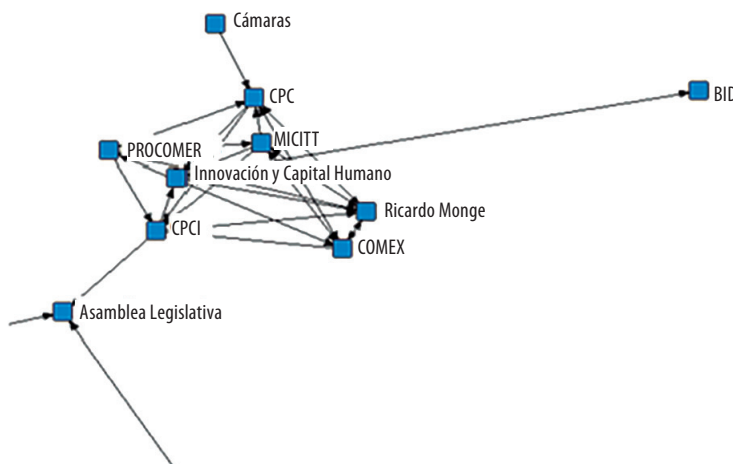 Cámaras
CPC
BID
MICITT
PROCOMER
Innovación y Capital Humano
Ricardo Monge
CPCI
COMEX
Asamblea Legislativa